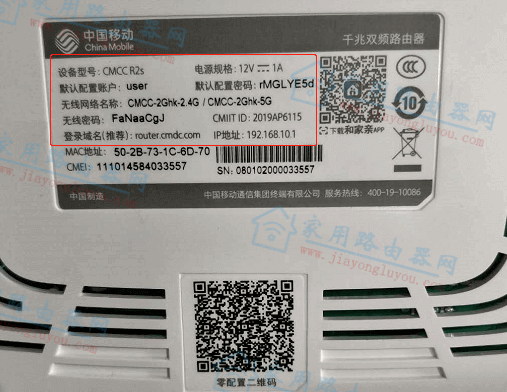 中国移动
China Mobile
千兆双频路由器
设备型号: CMCC R2s 电源规格: 12V ⎓ 1A
默认配置账户: user 默认配置密码: rMGLYE5d
无线网络名称: CMCC-2Ghk-2.4G / CMCC-2Ghk-5G
无线密码: FaNaaCgJ CMIIT ID: 2019AP6115
登录域名(推荐): router.cmdc.com IP地址: 192.168.10.1
扫码下载和家亲APP
10
MAC地址: 50-2B-73-1C-6D-70
CMEI: 111014584033557
SN: 080102000033557
中国制造 中国移动通信集团终端有限公司 服务热线: 400-19-10086
家用路由器网
www.jiayongluyou.com
零配置二维码